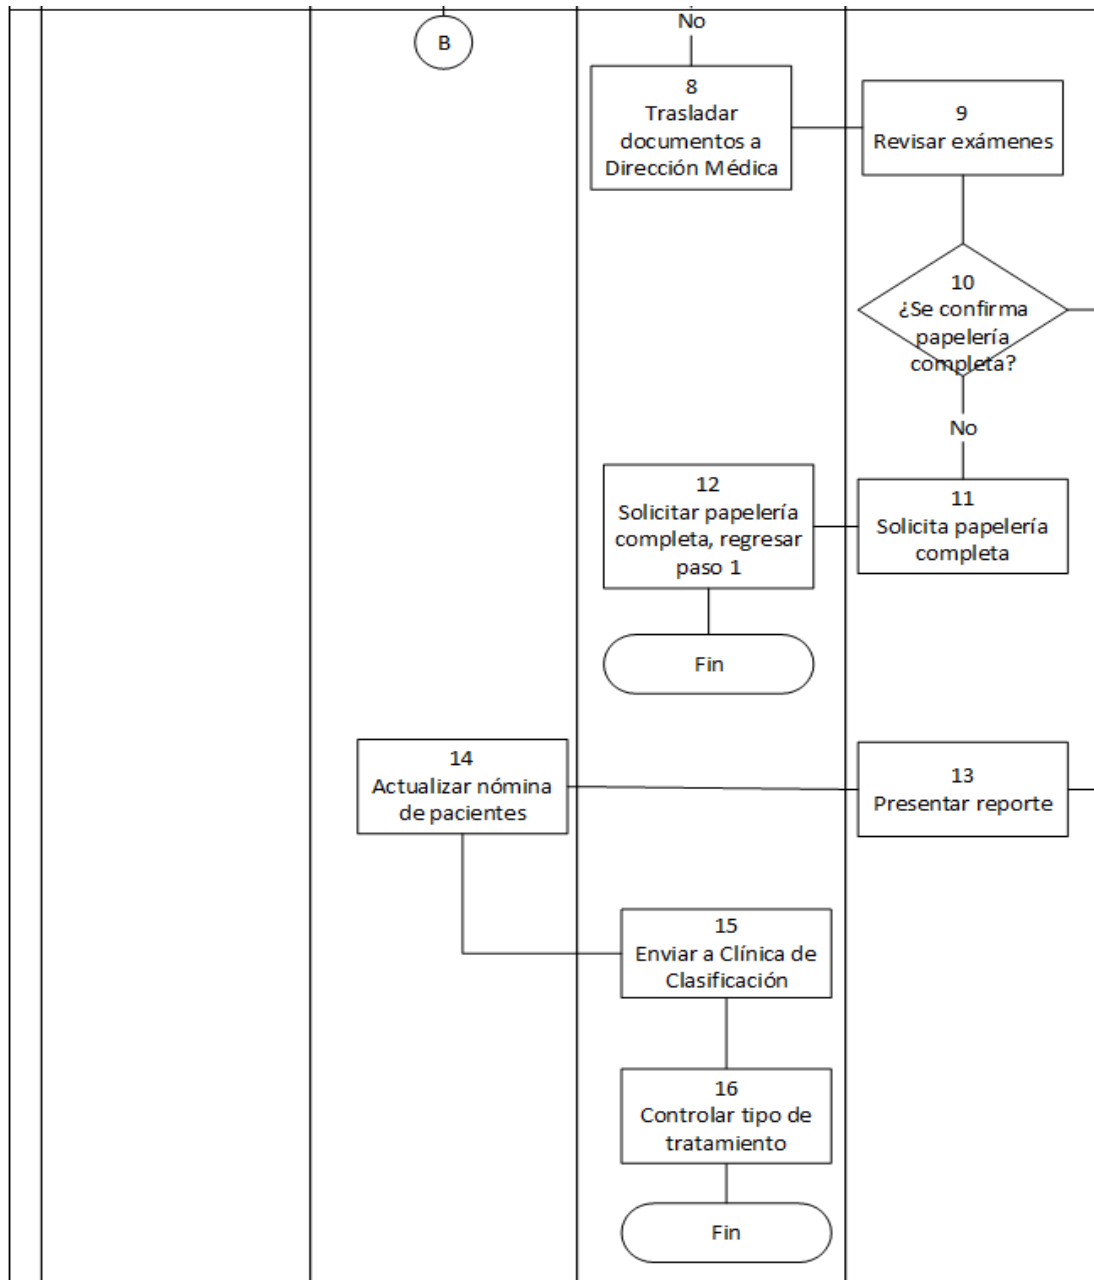 B
No
8
Trasladar
documentos a
Dirección Médica
9
Revisar exámenes
10
¿Se confirma
papelería
completa?
No
12
Solicitar papelería
completa, regresar
paso 1
11
Solicita papelería
completa
Fin
14
Actualizar nómina
de pacientes
13
Presentar reporte
15
Enviar a Clínica de
Clasificación
16
Controlar tipo de
tratamiento
Fin